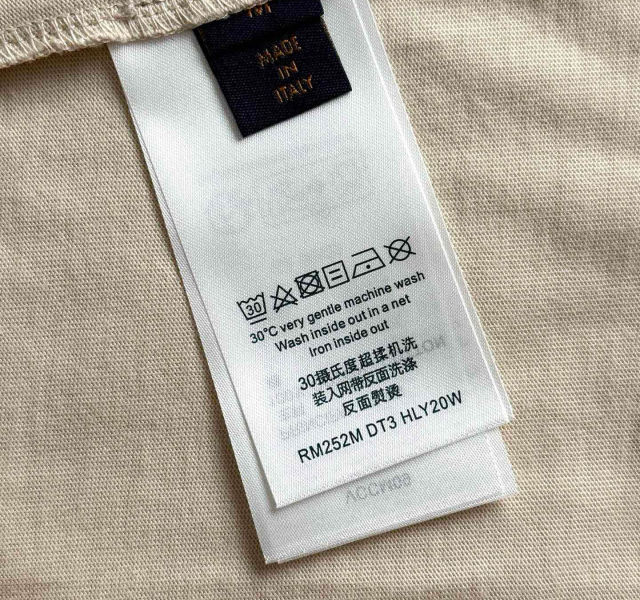 MADE
IN
ITALY
30
30°C very gentle machine wash
Wash inside out in a net
Iron inside out
30摄氏度超揉机洗
装入网带反面洗涤
反面熨烫
RM252M DT3 HLY20W